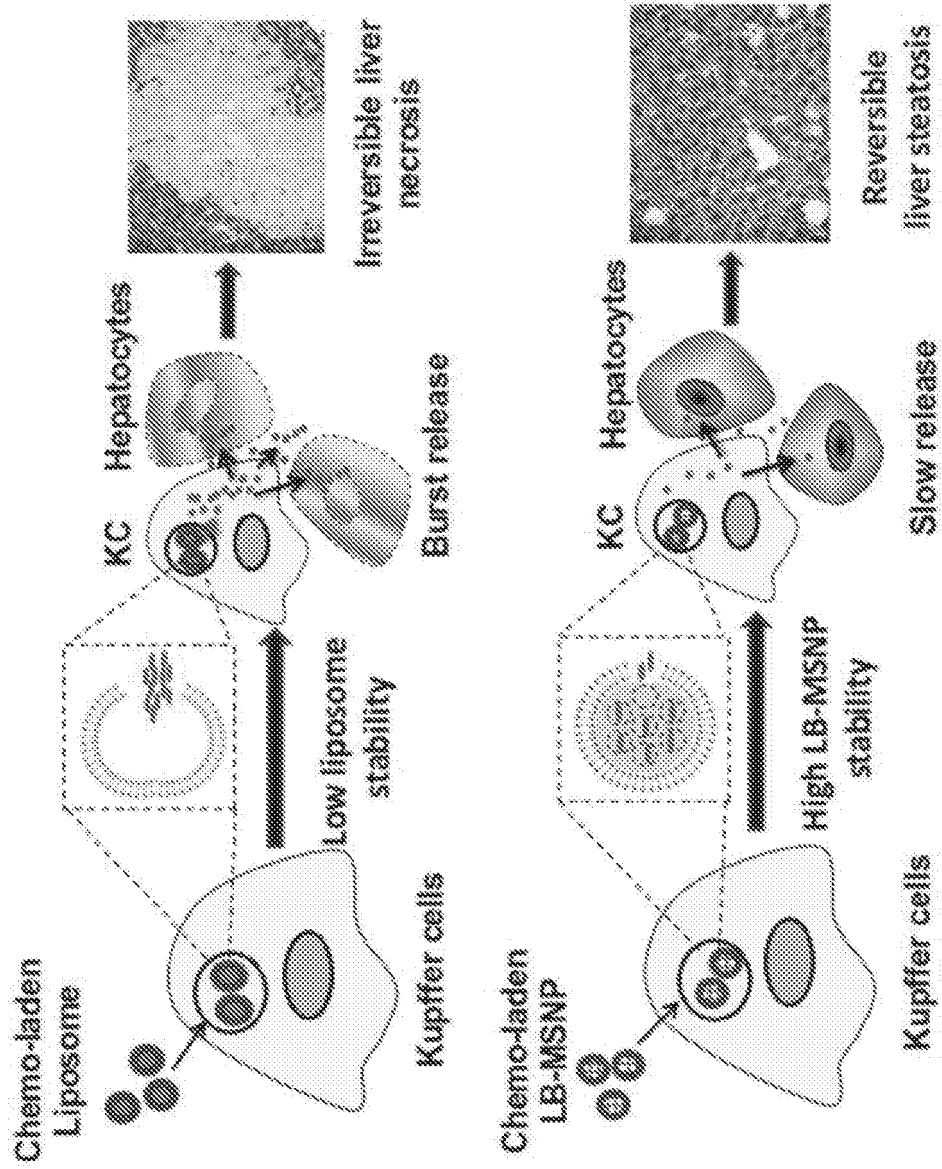 Chemo-laden
Liposome
Kupffer cells
Low liposome
stability
KC
Hepatocytes
Burst release
Irreversible liver
necrosis
Chemo-laden
LB-MSNP
Kupffer cells
High LB-MSNP
stability
KC
Hepatocytes
Slow release
Reversible
liver steatosis